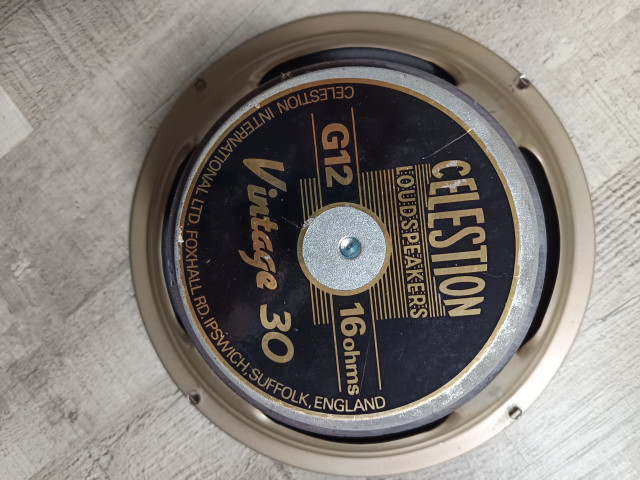 CELESTION
LOUDSPEAKERS
G12
16ohms
Vintage 30
CELESTION INTERNATIONAL LTD. FOXHALL RD. IPSWICH, SUFFOLK, ENGLAND